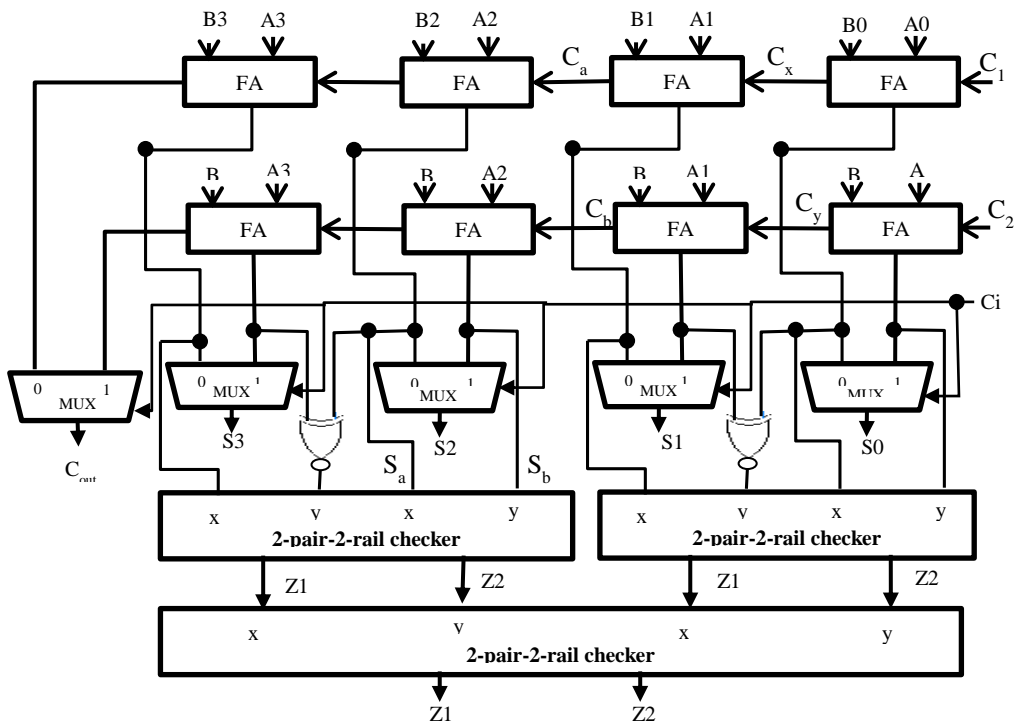 B3 A3 B2 A2 B1 A1 B0 A0
C_a C_x C_1
FA FA FA FA
B A3 B A2 B A1 B A
C_b C_y C_2
FA FA FA FA
Ci
0 1 0 1 0 1 0 1 0 1
MUX MUX MUX MUX MUX
S3 S2 S1 S0
C_out S_a S_b
x y x y x y x y
2-pair-2-rail checker 2-pair-2-rail checker
Z1 Z2 Z1 Z2
x y x y
2-pair-2-rail checker
Z1 Z2